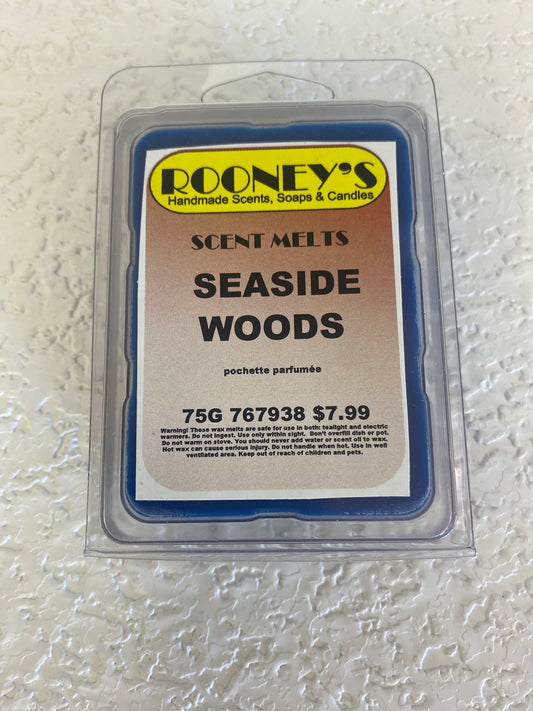 ROONEY'S
Handmade Scents, Soaps & Candles
SCENT MELTS
SEASIDE
WOODS
pochette parfumée
75G 767938 $7.99
Warning! These wax melts are safe for use in both: tealight and electric
warmers. Do not ingest. Use only within sight. Don't overfill dish or pot.
Do not warm on stove. You should never add water or scent oil to wax.
Hot wax can cause serious injury. Do not handle when hot. Use in well
ventilated area. Keep out of reach of children and pets.